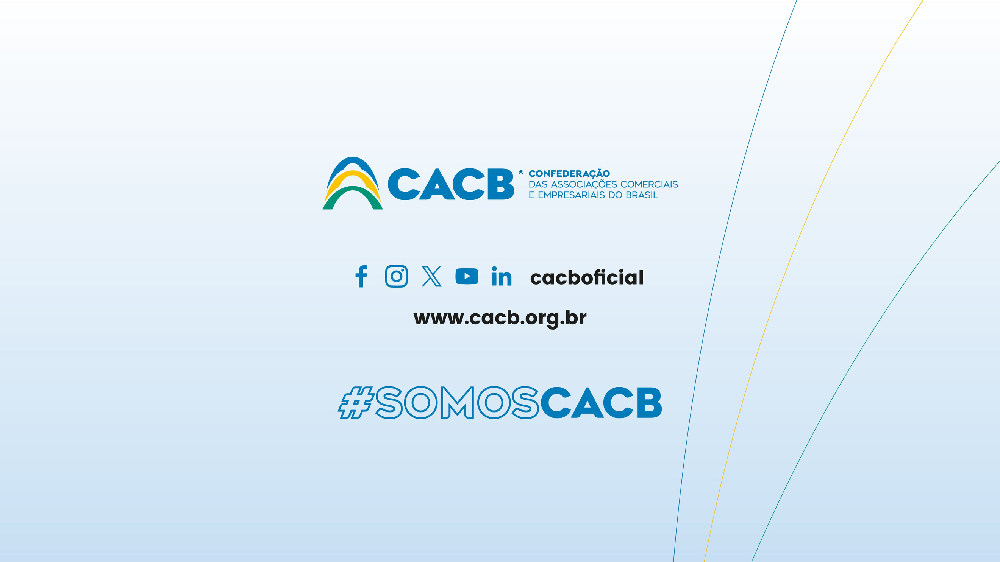 CACB ® CONFEDERAÇÃO
DAS ASSOCIAÇÕES COMERCIAIS
E EMPRESARIAIS DO BRASIL
cacboficial
www.cacb.org.br
#SOMOSCACB